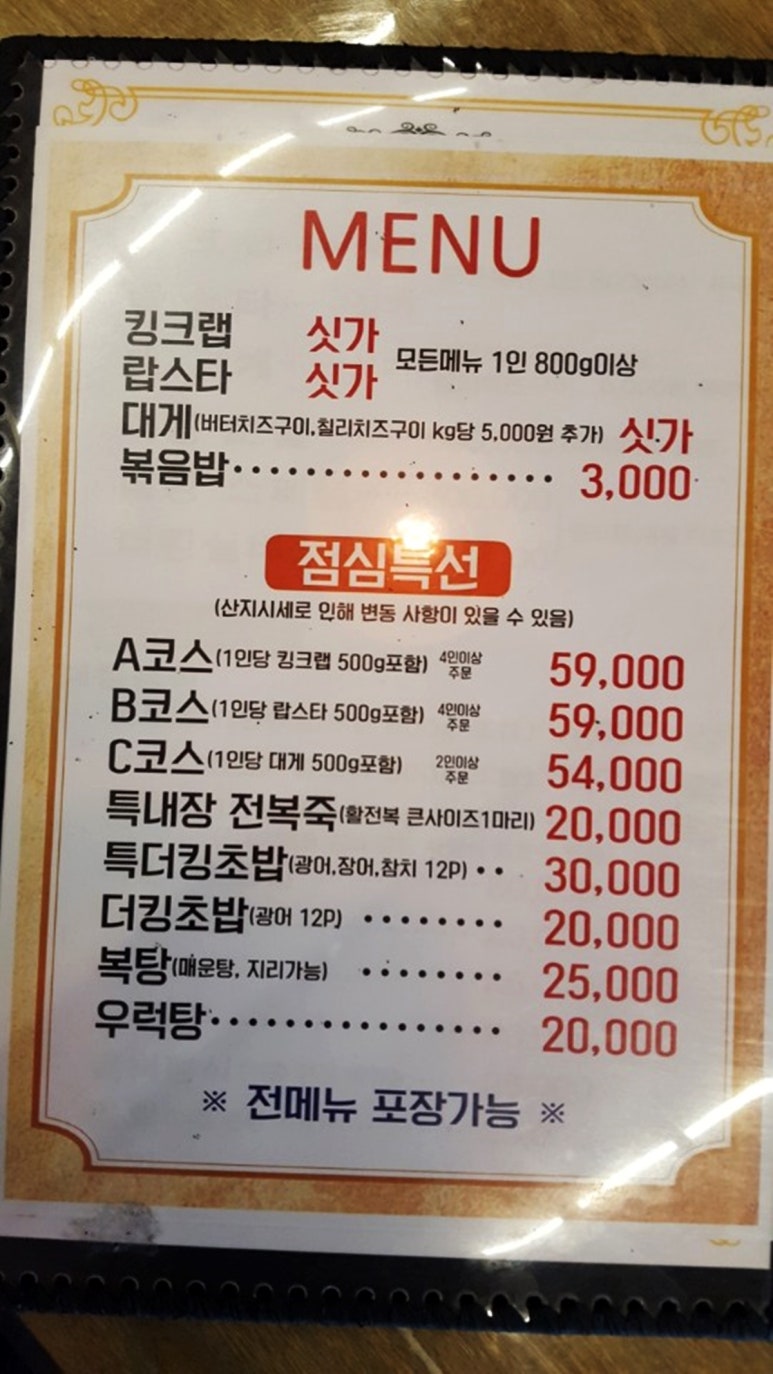 MENU
킹크랩 싯가
모든메뉴 1인 800g이상
랍스타 싯가
대게(버터치즈구이.칠리치즈구이 kg당 5,000원 추가) 싯가
볶음밥·················· 3,000
점심특선
(산지시세로 인해 변동 사항이 있을 수 있음)
A코스(1인당 킹크랩 500g포함) 4인이상 주문 59,000
B코스(1인당 랍스타 500g포함) 4인이상 주문 59,000
C코스(1인당 대게 500g포함) 2인이상 주문 54,000
특내장 전복죽(활전복 큰사이즈1마리) 20,000
특더킹초밥(광어.장어.참치 12P)·· 30,000
더킹초밥(광어 12P) ········ 20,000
복탕(매운탕, 지리가능) ········ 25,000
우럭탕················ 20,000
※ 전메뉴 포장가능 ※